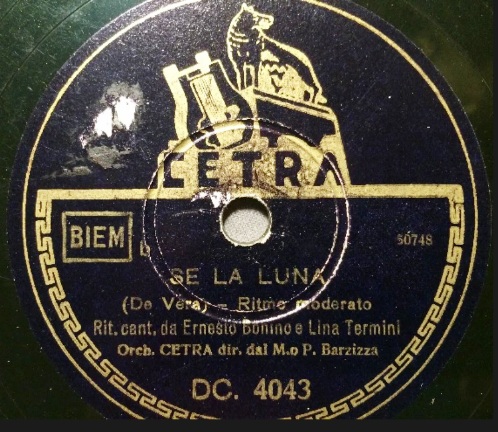 CETRA
BIEM
50748
SE LA LUNA
(De Vera) - Ritmo moderato
Rit. cant. da Ernesto Bonino e Lina Termini
Orch. CETRA dir. dal M.o P. Barzizza
DC. 4043